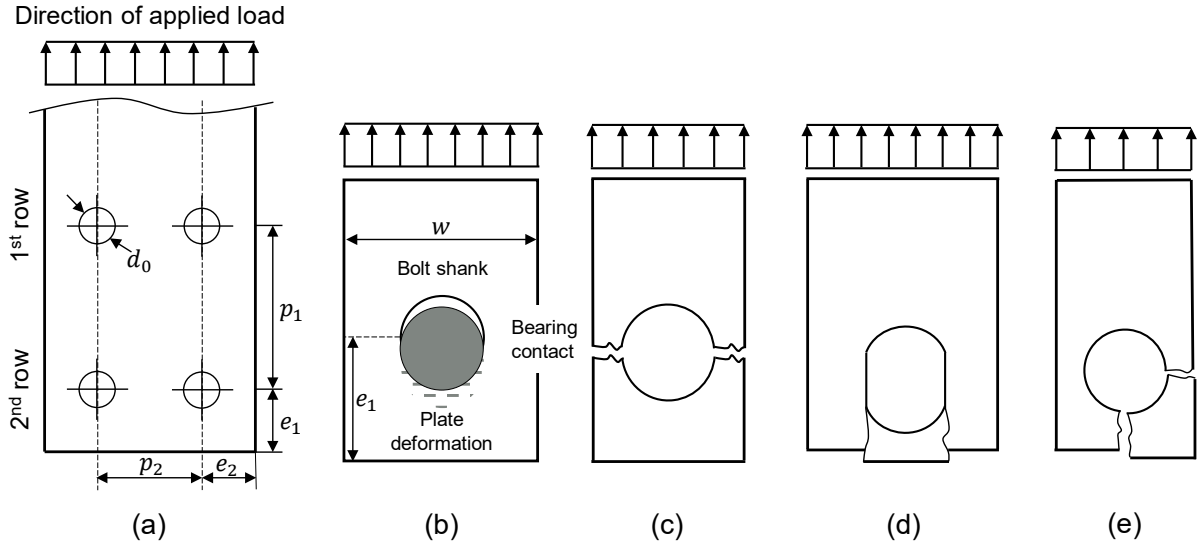 Direction of applied load
1st row
2nd row
d₀
p₁
e₁
p₂
e₂
(a)
w
Bolt shank
Bearing
contact
e₁
Plate
deformation
(b)
(c)
(d)
(e)